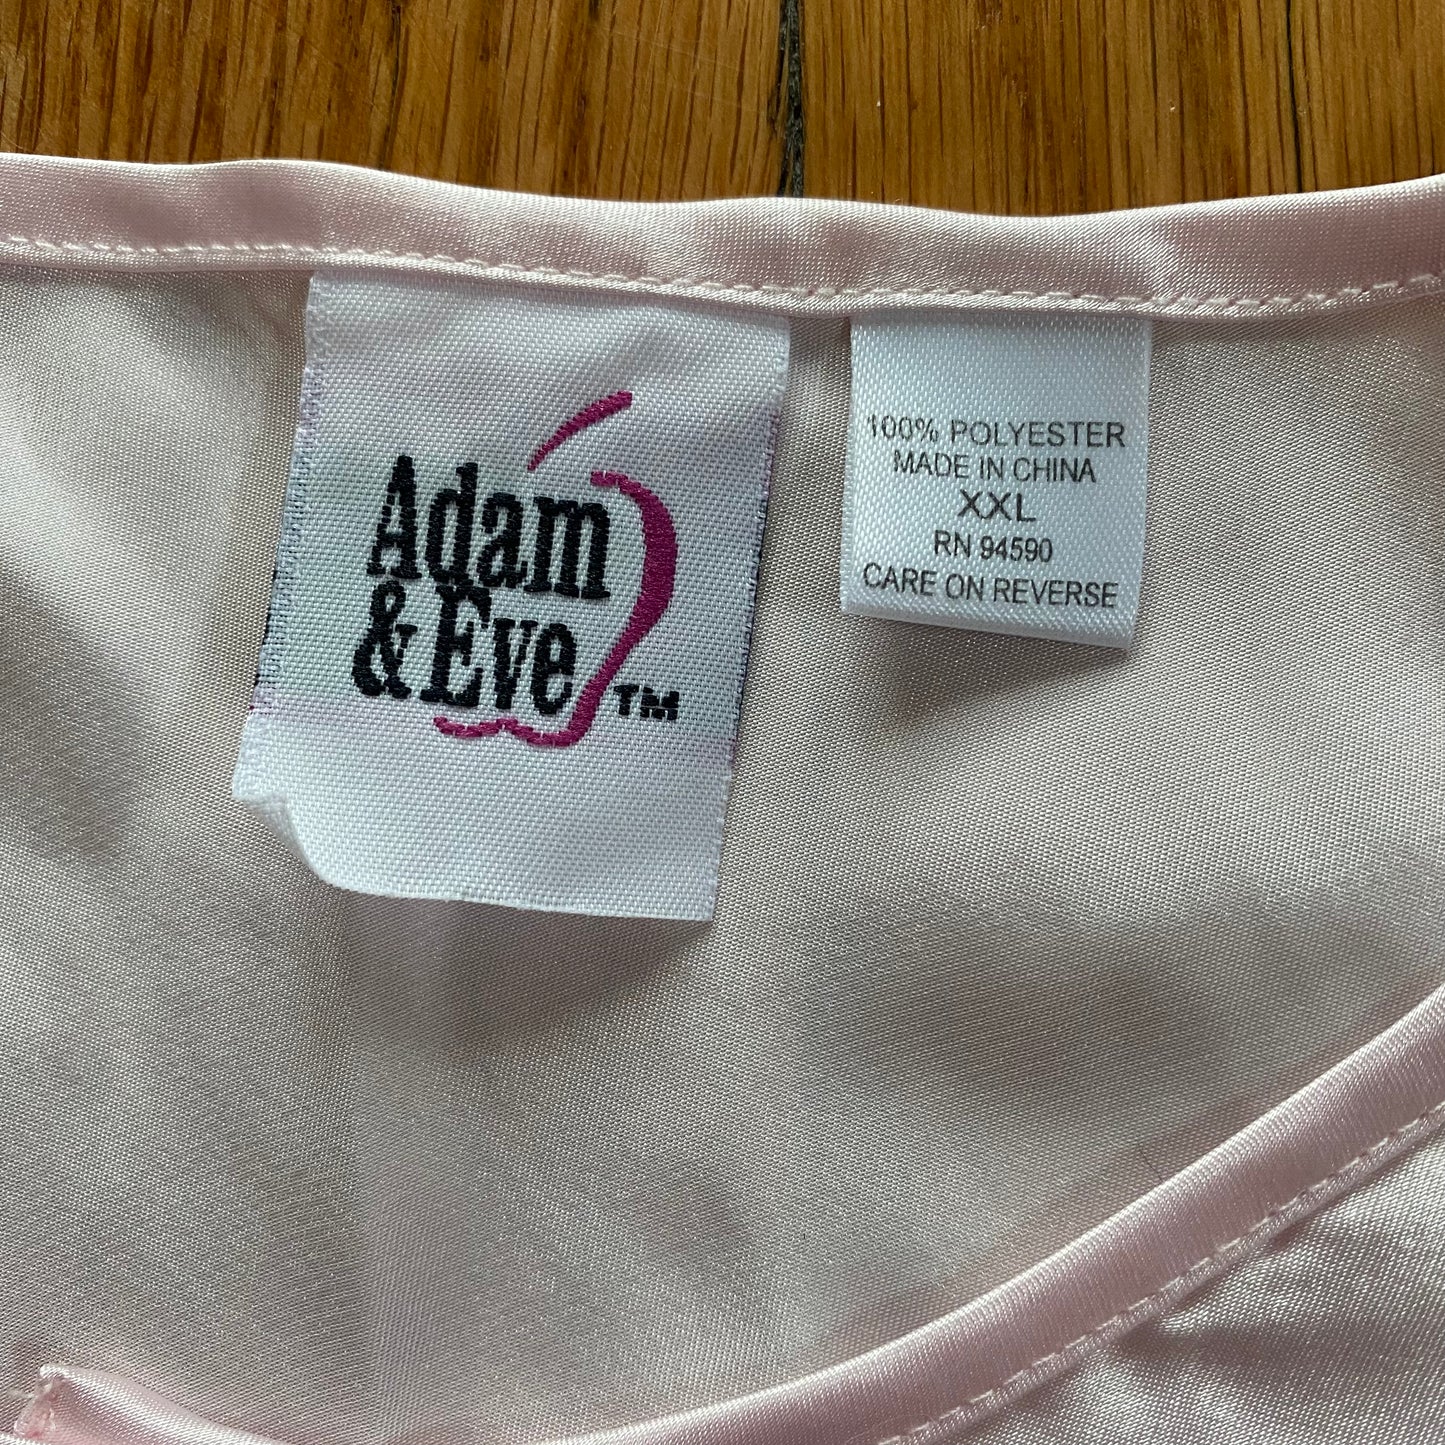 Adam
& Eve TM
100% POLYESTER
MADE IN CHINA
XXL
RN 94590
CARE ON REVERSE